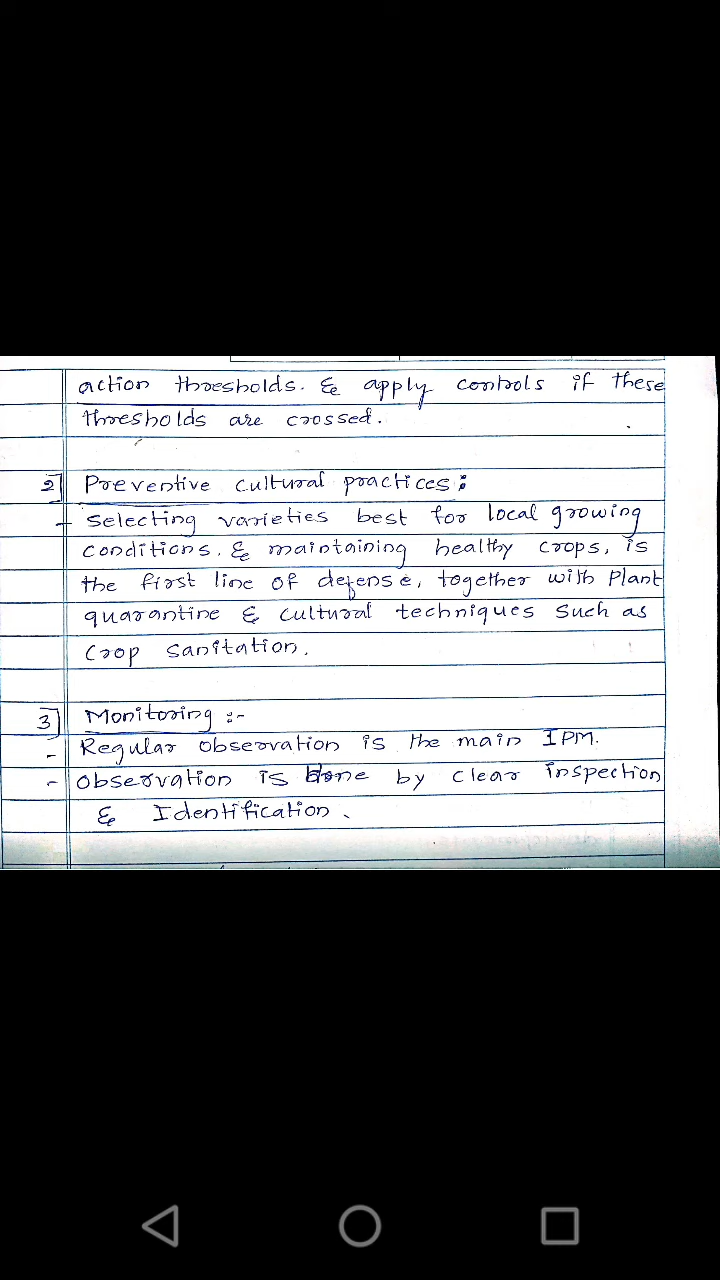 action thresholds. & apply controls if these
thresholds are crossed.
2] Preventive cultural practices :
- Selecting varieties best for local growing
conditions. & maintaining healthy crops, is
the first line of defense, together with Plant
quarantine & cultural techniques such as
Crop sanitation.
3] Monitoring :-
- Regular observation is the main IPM.
- Observation is done by clear inspection
& Identification.